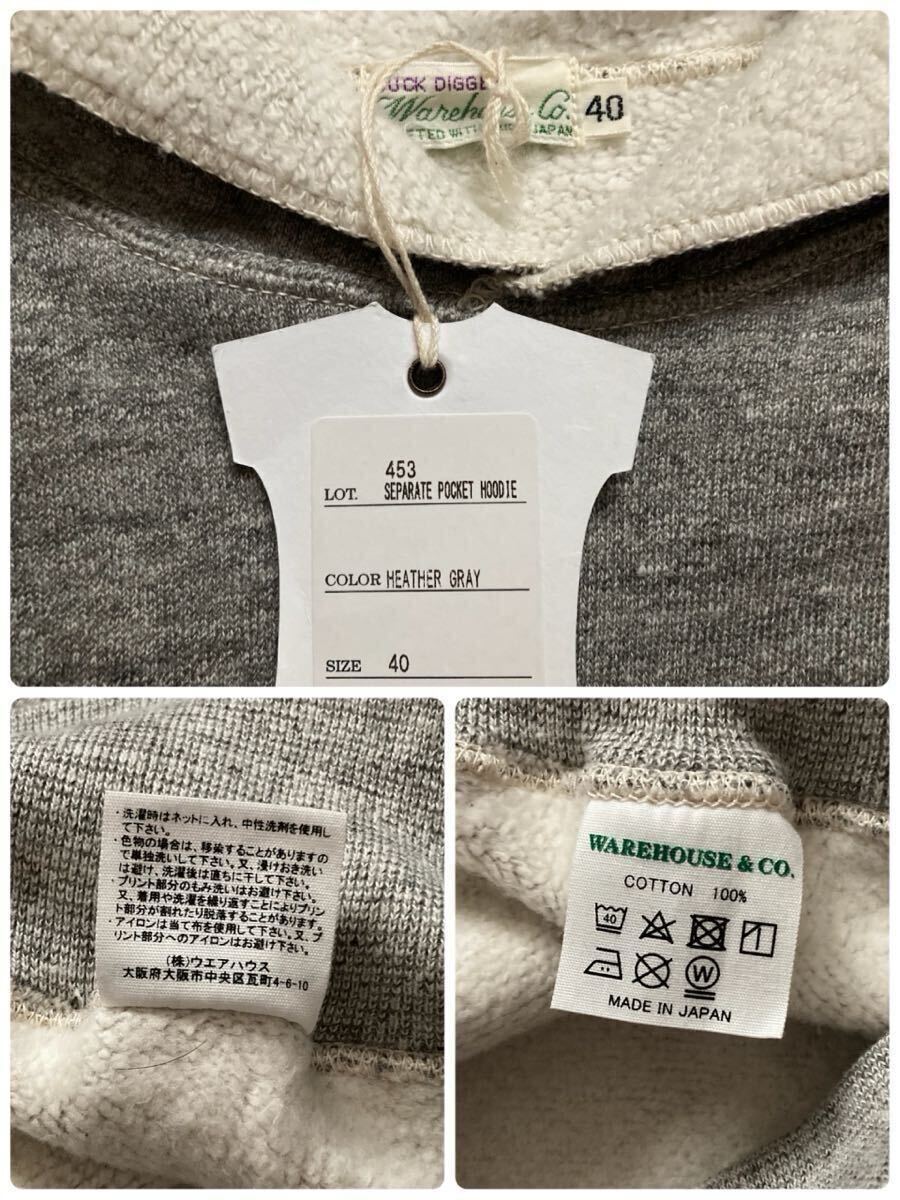 DUCK DIGGE
Warehouse & Co.
JAPAN
40
453
LOT. SEPARATE POCKET HOODIE
COLOR HEATHER GRAY
SIZE 40
・洗濯時はネットに入れ、中性洗剤を使用し
て下さい。
・色物の場合は、移染することがありますの
で単独洗いして下さい。又、浸けおき洗い
は避け、洗濯後は直ちに干して下さい。
・プリント部分のもみ洗いはお避け下さい。
又、着用や洗濯を繰り返すことによりプリン
ト部分が割れたり脱落することがあります。
・アイロンは当て布を使用して下さい。又、プ
リント部分へのアイロンはお避け下さい。
(株)ウエアハウス
大阪府大阪市中央区瓦町4-6-10
WAREHOUSE & CO.
COTTON 100%
40
W
MADE IN JAPAN